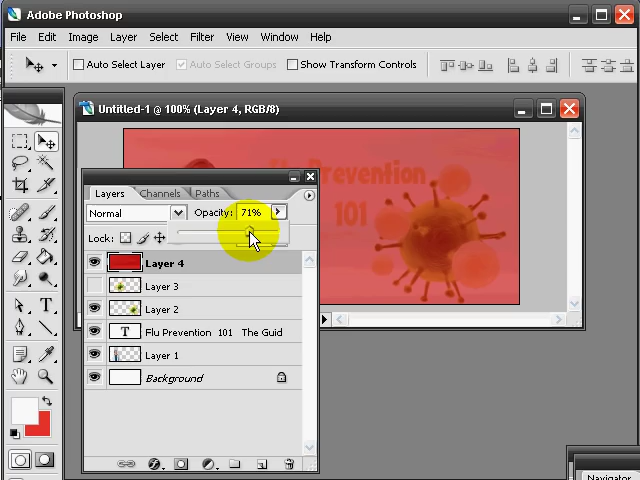 Adobe Photoshop
File Edit Image Layer Select Filter View Window Help
Auto Select Layer Auto Select Groups Show Transform Controls
Untitled-1 @ 100% (Layer 4, RGB/8)
Flu Prevention
101
Layers Channels Paths
Normal Opacity: 71%
Lock:
Layer 4
Layer 3
Layer 2
T Flu Prevention 101 The Guid
Layer 1
Background
Navigator